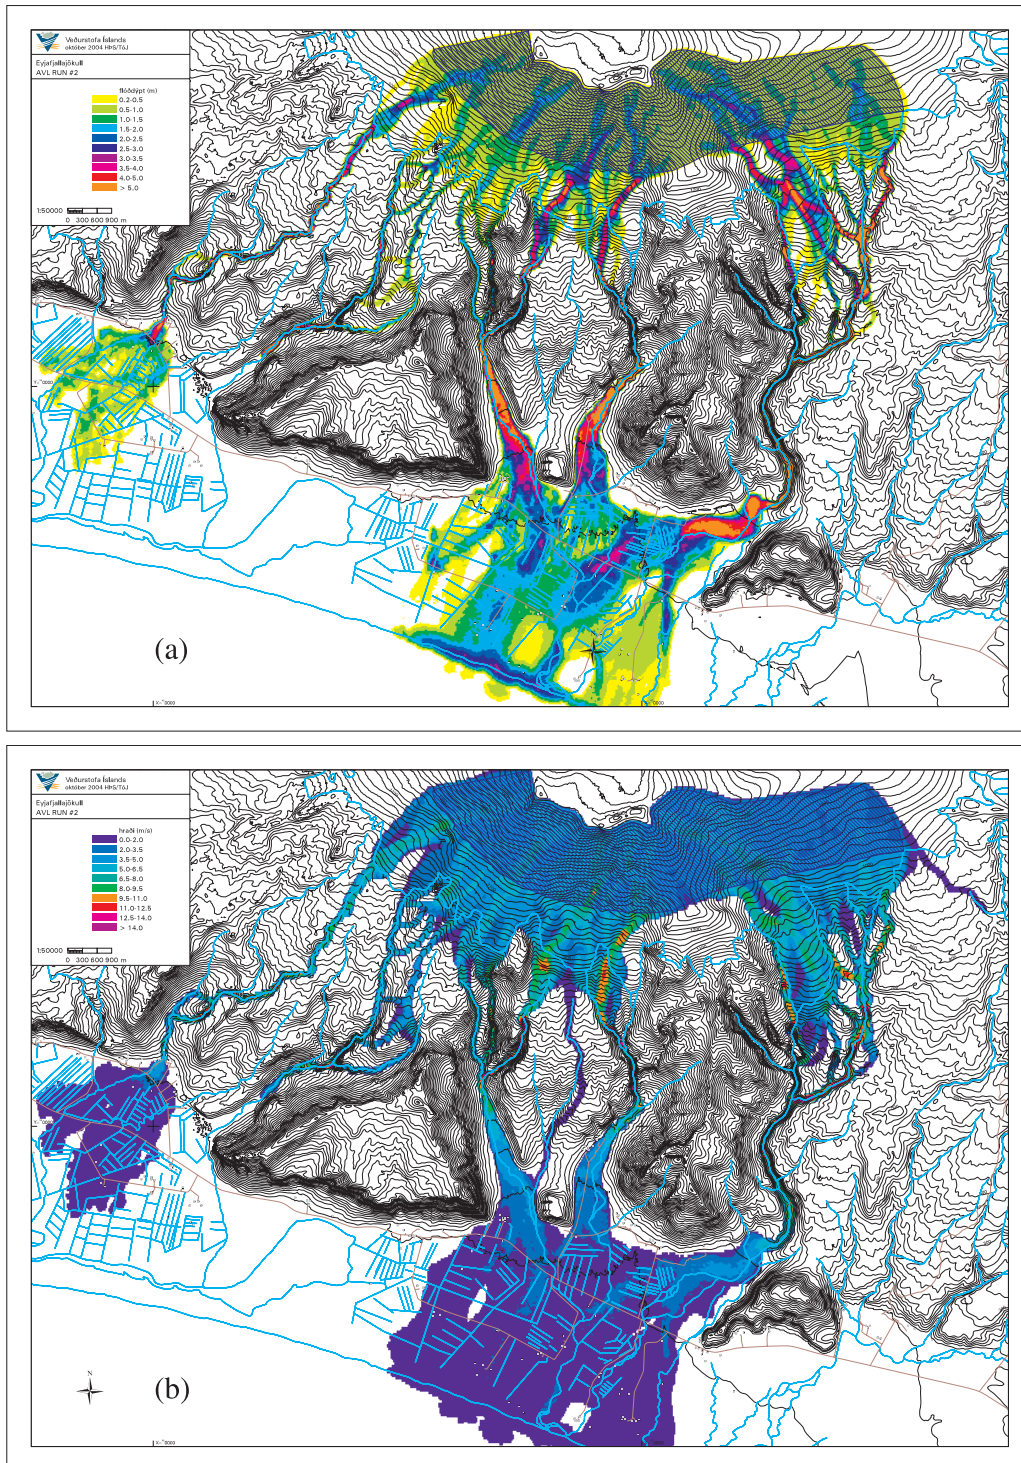 Veðurstofa Íslands
október 2004 HÞS/TóJ
Eyjafjallajökull
AVL RUN #2
flóðdýpt (m)
0.2-0.5
0.5-1.0
1.0-1.5
1.5-2.0
2.0-2.5
2.5-3.0
3.0-3.5
3.5-4.0
4.0-5.0
> 5.0
1:50000
0 300 600 900 m
(a)
Veðurstofa Íslands
október 2004 HÞS/TóJ
Eyjafjallajökull
AVL RUN #2
hraði (m/s)
0.0-2.0
2.0-3.5
3.5-5.0
5.0-6.5
6.5-8.0
8.0-9.5
9.5-11.0
11.0-12.5
12.5-14.0
> 14.0
1:50000
0 300 600 900 m
N
(b)